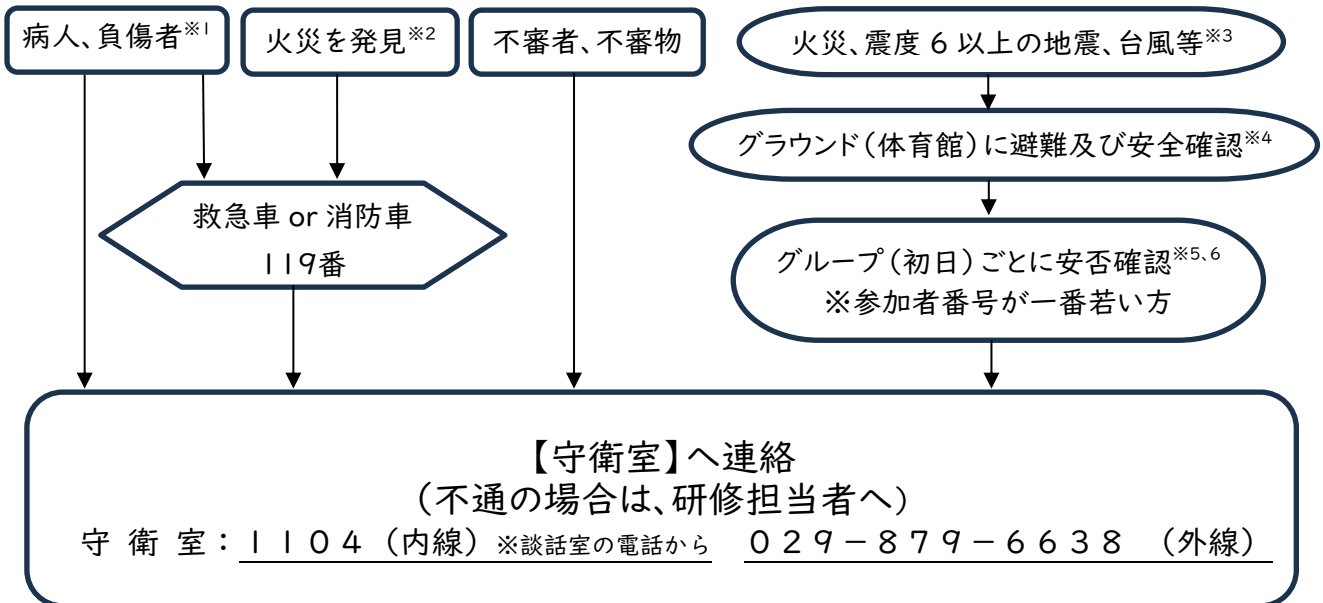 病人、負傷者※1
火災を発見※2
不審者、不審物
火災、震度6以上の地震、台風等※3
グラウンド（体育館）に避難及び安全確認※4
救急車 or 消防車
119番
グループ（初日）ごとに安否確認※5、6
※参加者番号が一番若い方
【守衛室】へ連絡
（不通の場合は、研修担当者へ）
守 衛 室：１１０４（内線）※談話室の電話から ０２９－８７９－６６３８ （外線）